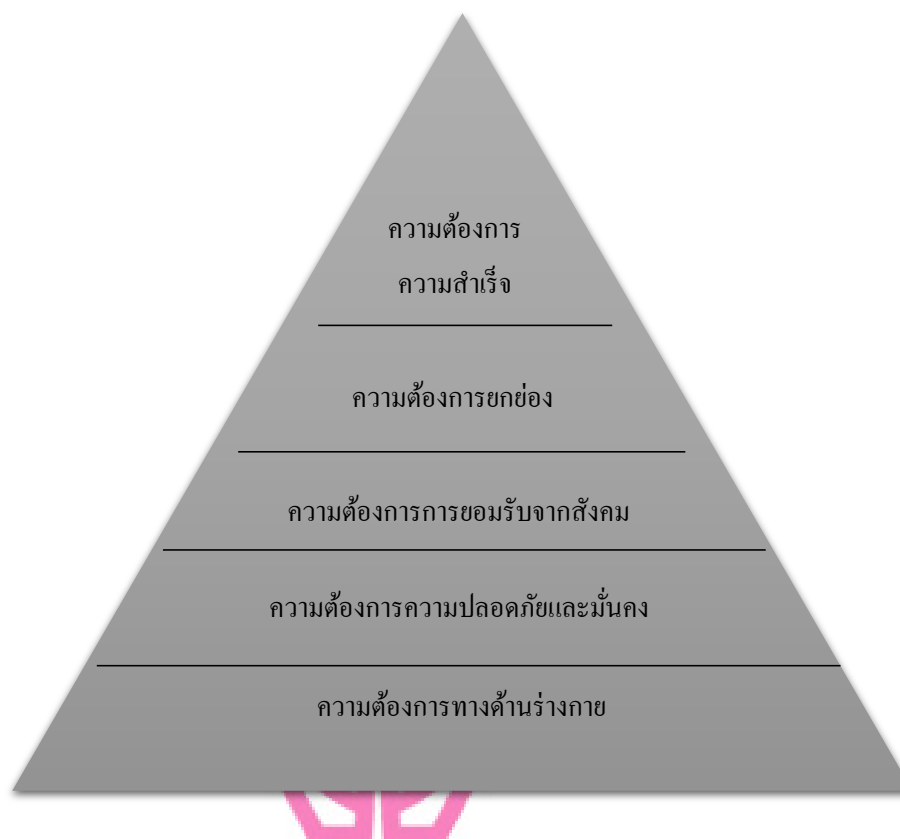 ความต้องการ
ความสำเร็จ
ความต้องการยกย่อง
ความต้องการการยอมรับจากสังคม
ความต้องการความปลอดภัยและมั่นคง
ความต้องการทางด้านร่างกาย